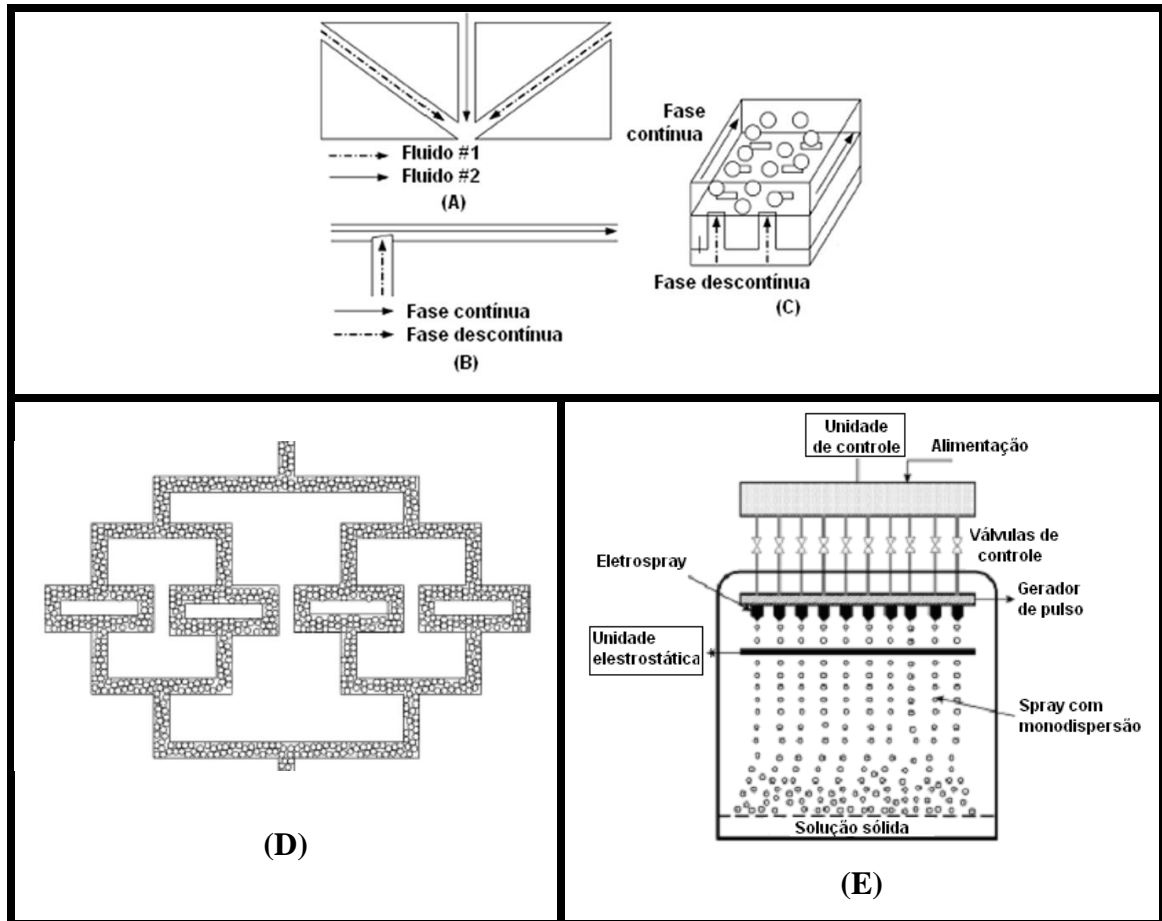 Fluido #1
Fluido #2
(A)
Fase contínua
Fase descontínua
(B)
Fase
contínua
Fase descontínua
(C)
(D)
Unidade
de controle
Alimentação
Válvulas de
controle
Eletrospray
Gerador
de pulso
Unidade
elestrostática
Spray com
monodispersão
Solução sólida
(E)